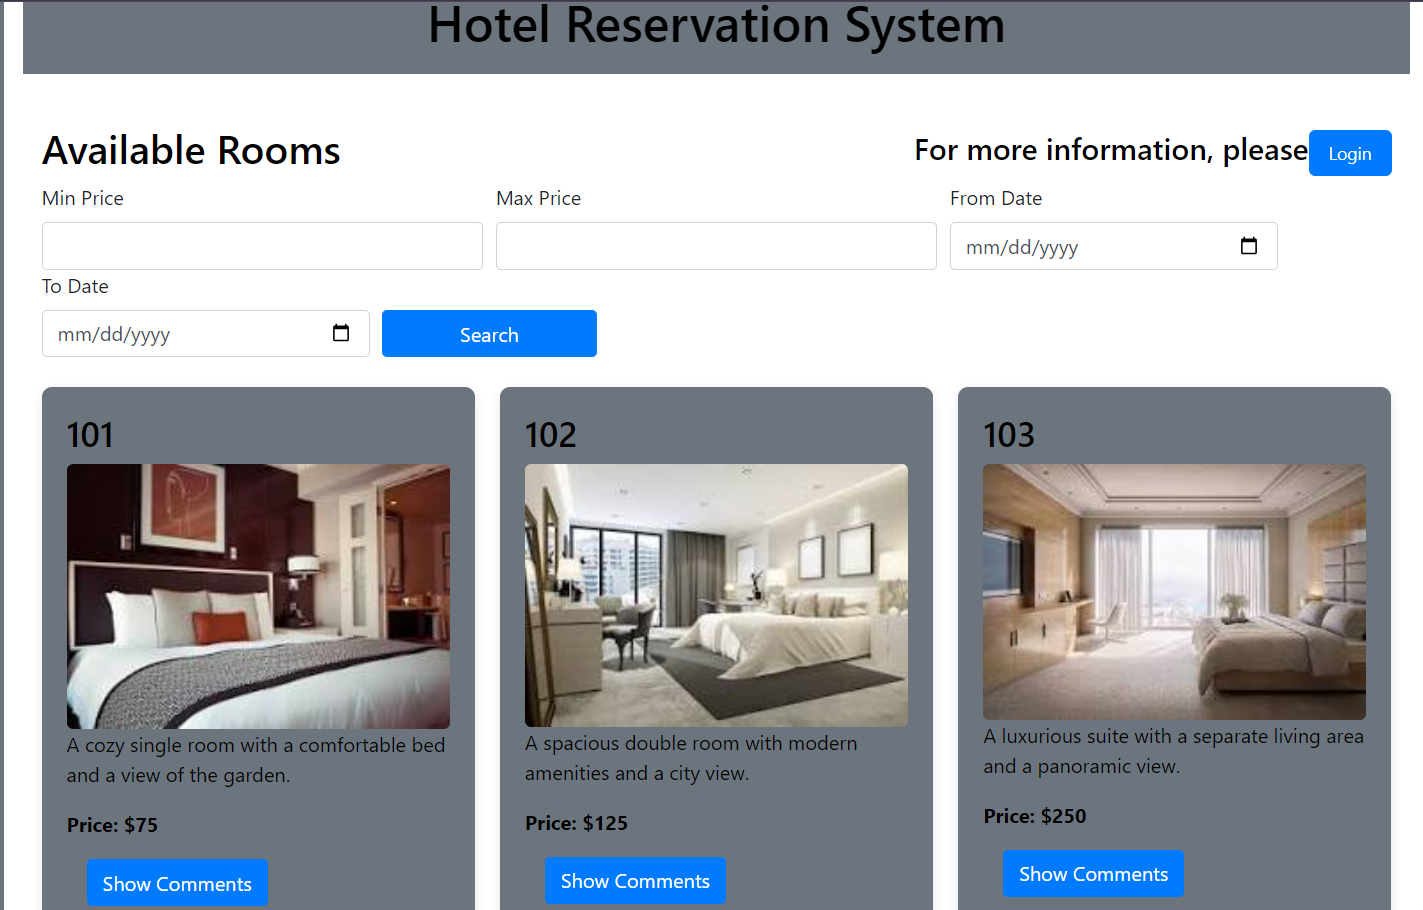 Hotel Reservation System
Available Rooms
For more information, please Login
Min Price
Max Price
From Date
mm/dd/yyyy
To Date
mm/dd/yyyy
Search
101
A cozy single room with a comfortable bed
and a view of the garden.
Price: $75
Show Comments
102
A spacious double room with modern
amenities and a city view.
Price: $125
Show Comments
103
A luxurious suite with a separate living area
and a panoramic view.
Price: $250
Show Comments